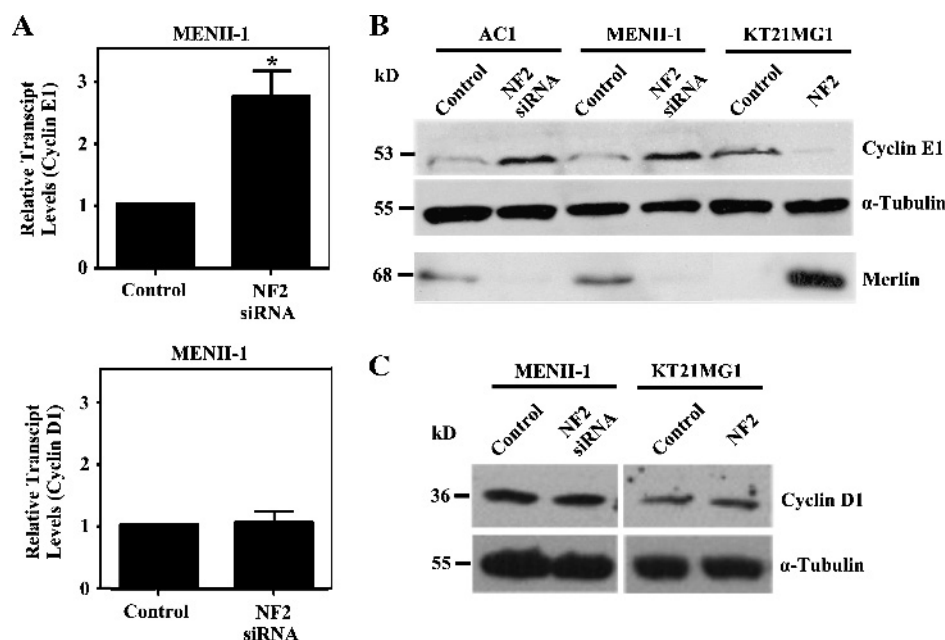 A
MENII-1
Relative Transcipt
Levels (Cyclin E1)
3
2
1
0
*
Control
NF2
siRNA
MENII-1
Relative Transcipt
Levels (Cyclin D1)
3
2
1
0
Control
NF2
siRNA
B
AC1 MENII-1 KT21MG1
kD
Control
NF2
siRNA
Control
NF2
siRNA
Control
NF2
53
Cyclin E1
55
α-Tubulin
68
Merlin
C
MENII-1 KT21MG1
kD
Control
NF2
siRNA
Control
NF2
36
Cyclin D1
55
α-Tubulin